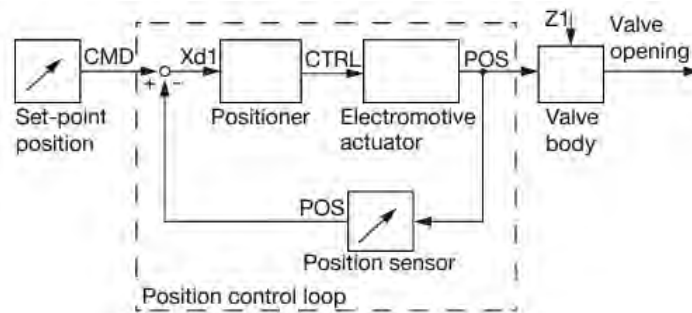 Z1
Valve
opening
CMD
Xd1
CTRL
POS
+
−
Set-point
position
Positioner
Electromotive
actuator
Valve
body
POS
Position sensor
Position control loop